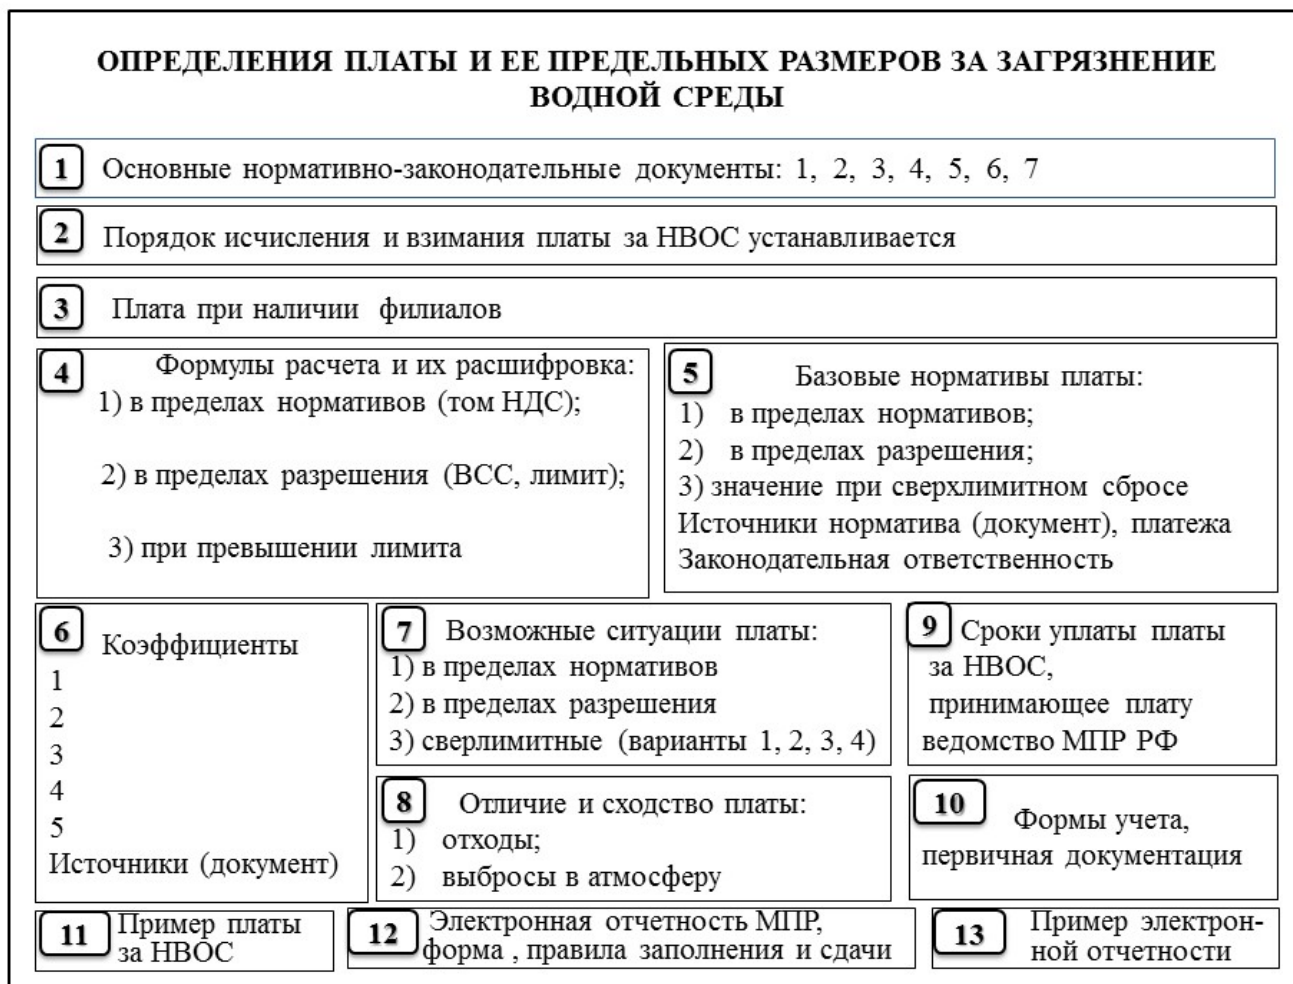 ОПРЕДЕЛЕНИЯ ПЛАТЫ И ЕЕ ПРЕДЕЛЬНЫХ РАЗМЕРОВ ЗА ЗАГРЯЗНЕНИЕ
ВОДНОЙ СРЕДЫ
1 Основные нормативно-законодательные документы: 1, 2, 3, 4, 5, 6, 7
2 Порядок исчисления и взимания платы за НВОС устанавливается
3 Плата при наличии филиалов
4 Формулы расчета и их расшифровка:
1) в пределах нормативов (том НДС);
2) в пределах разрешения (ВСС, лимит);
3) при превышении лимита
5 Базовые нормативы платы:
1) в пределах нормативов;
2) в пределах разрешения;
3) значение при сверхлимитном сбросе
Источники норматива (документ), платежа
Законодательная ответственность
6 Коэффициенты
1
2
3
4
5
Источники (документ)
7 Возможные ситуации платы:
1) в пределах нормативов
2) в пределах разрешения
3) сверлимитные (варианты 1, 2, 3, 4)
8 Отличие и сходство платы:
1) отходы;
2) выбросы в атмосферу
9 Сроки уплаты платы
за НВОС,
принимающее плату
ведомство МПР РФ
10 Формы учета,
первичная документация
11 Пример платы
за НВОС
12 Электронная отчетность МПР,
форма , правила заполнения и сдачи
13 Пример электрон-
ной отчетности